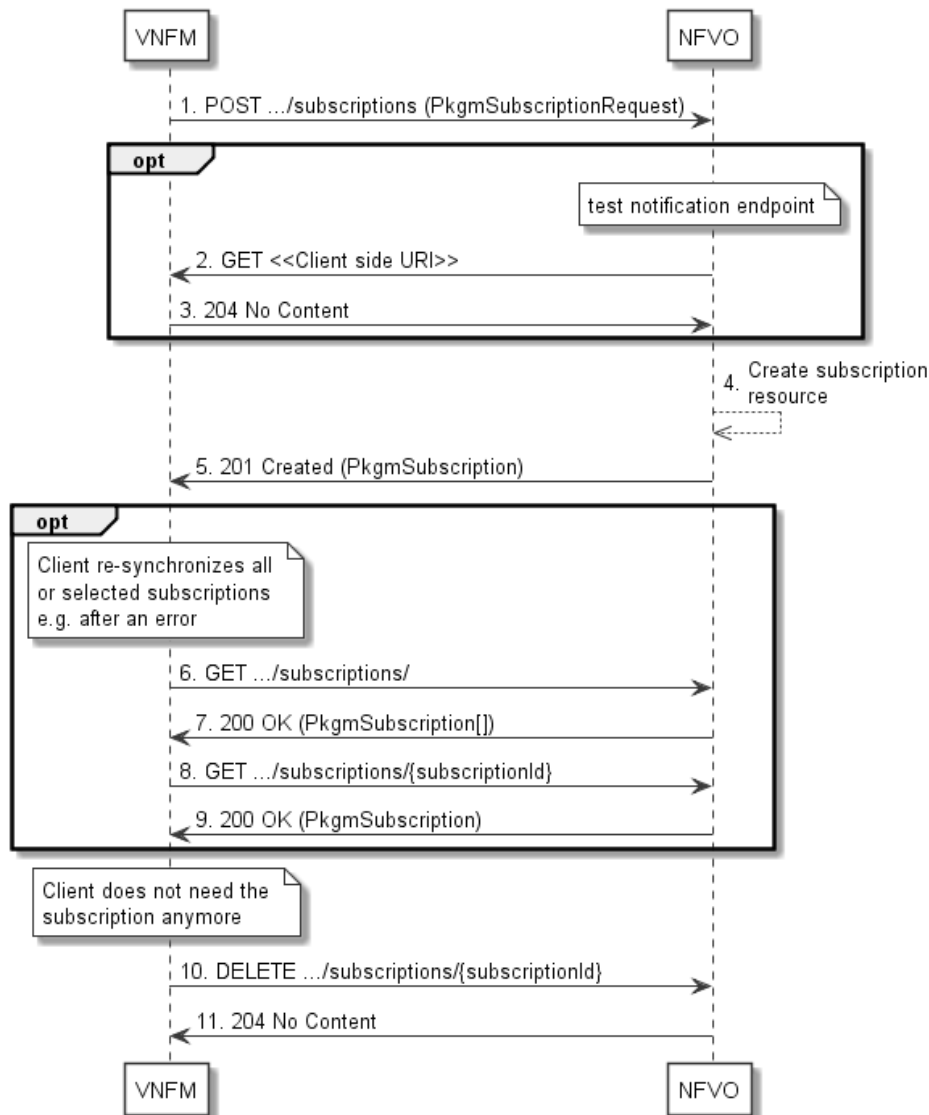 VNFM NFVO
1. POST .../subscriptions (PkgmSubscriptionRequest)
opt
test notification endpoint
2. GET <<Client side URI>>
3. 204 No Content
4. Create subscription
resource
5. 201 Created (PkgmSubscription)
opt
Client re-synchronizes all
or selected subscriptions
e.g. after an error
6. GET .../subscriptions/
7. 200 OK (PkgmSubscription[])
8. GET .../subscriptions/{subscriptionId}
9. 200 OK (PkgmSubscription)
Client does not need the
subscription anymore
10. DELETE .../subscriptions/{subscriptionId}
11. 204 No Content
VNFM NFVO